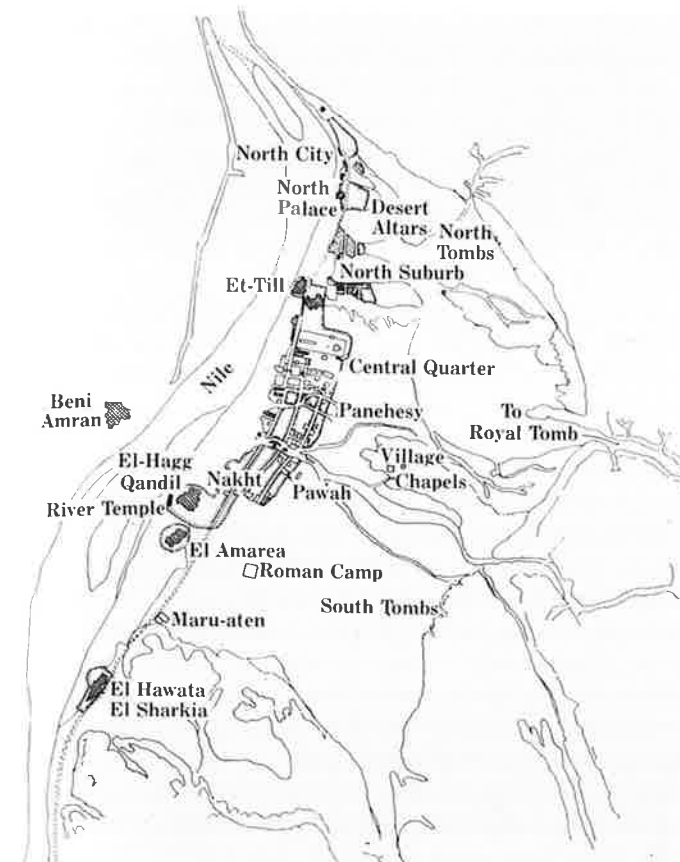 North City
North
Palace
Desert
Altars
North
Tombs
North Suburb
Et-Till
Central Quarter
Nile
Beni
Amran
Panehesy
To
Royal Tomb
El-Hagg
Qandil
Nakht
Village
Chapels
Pawah
River Temple
El Amarea
Roman Camp
South Tombs
Maru-aten
El Hawata
El Sharkia